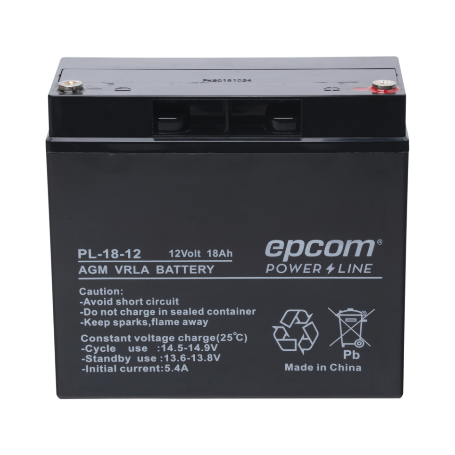 PL-18-12 12Volt 18Ah
AGM VRLA BATTERY
epcom®
POWER LINE
Caution:
-Avoid short circuit
-Do not charge in sealed container
-Keep sparks,flame away
Constant voltage charge(25℃)
-Cycle use :14.5-14.9V
-Standby use :13.6-13.8V
-Initial current:5.4A
Pb
Made in China